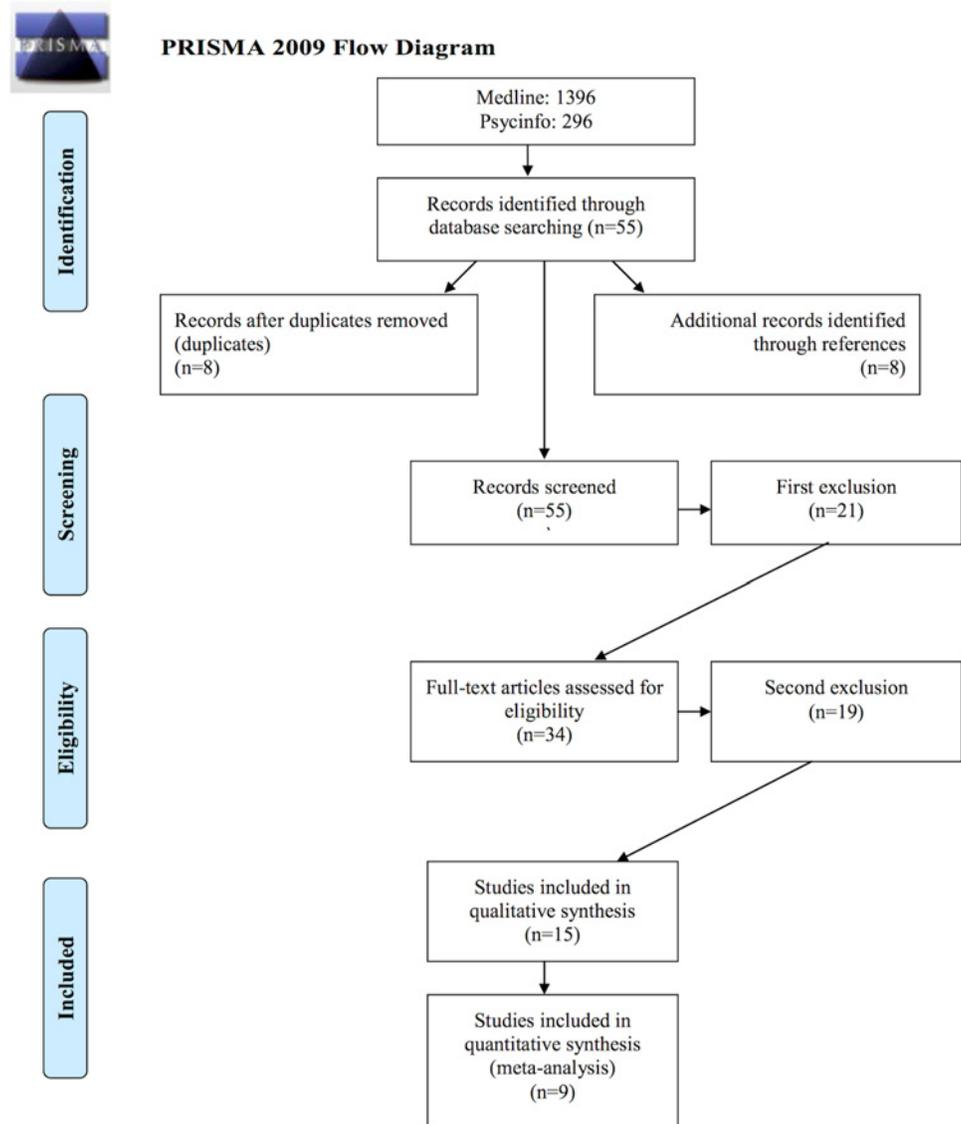 PRISMA
PRISMA 2009 Flow Diagram
Identification
Medline: 1396
Psycinfo: 296
Records identified through
database searching (n=55)
Records after duplicates removed
(duplicates)
(n=8)
Additional records identified
through references
(n=8)
Screening
Records screened
(n=55)
First exclusion
(n=21)
Eligibility
Full-text articles assessed for
eligibility
(n=34)
Second exclusion
(n=19)
Included
Studies included in
qualitative synthesis
(n=15)
Studies included in
quantitative synthesis
(meta-analysis)
(n=9)